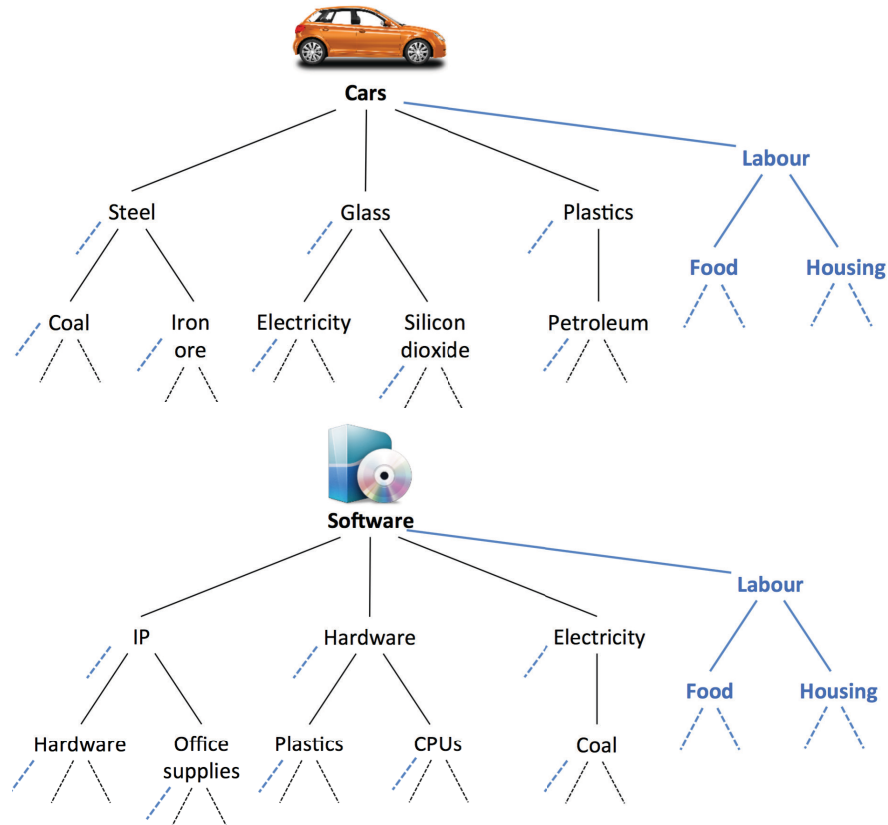 Cars
Labour
Steel
Glass
Plastics
Food
Housing
Coal
Iron
ore
Electricity
Silicon
dioxide
Petroleum
Software
Labour
IP
Hardware
Electricity
Food
Housing
Hardware
Office
supplies
Plastics
CPUs
Coal